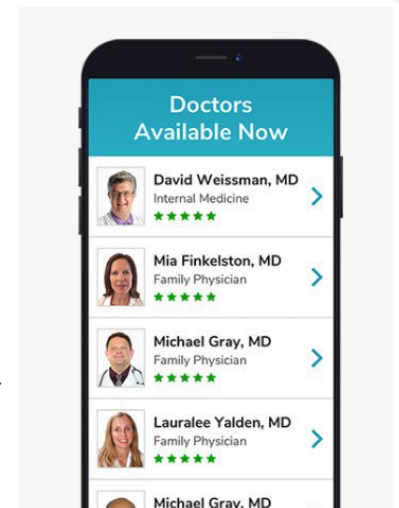 Doctors
Available Now
David Weissman, MD
Internal Medicine
Mia Finkelston, MD
Family Physician
Michael Gray, MD
Family Physician
Lauralee Yalden, MD
Family Physician
Michael Gray, MD